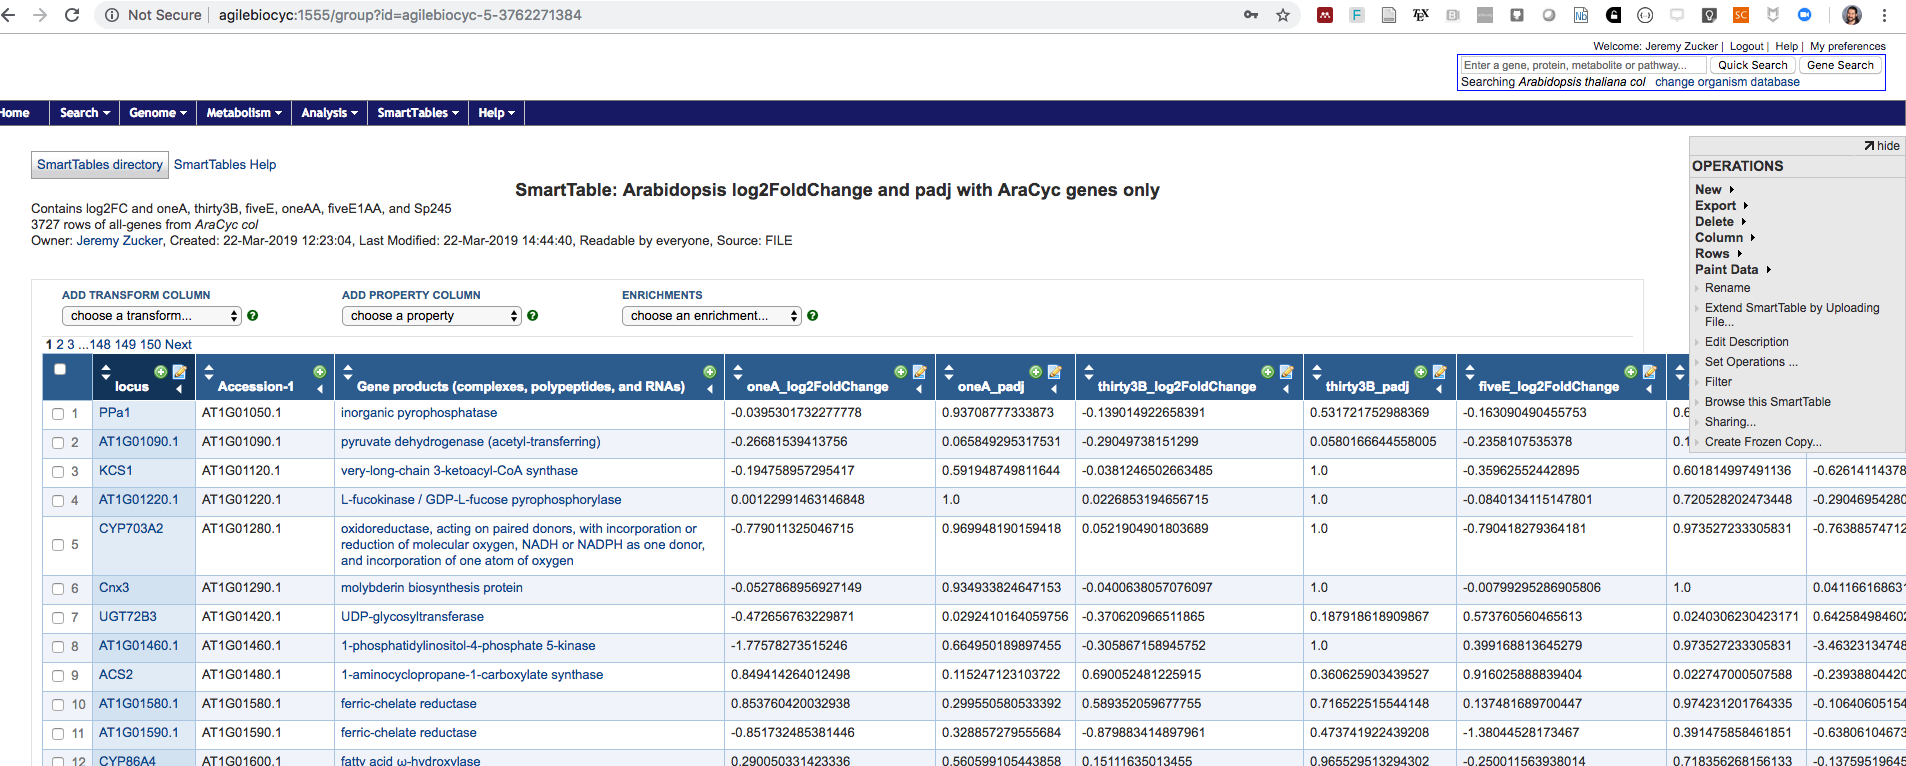 Not Secure | agilebiocyc:1555/group?id=agilebiocyc-5-3762271384
Welcome: Jeremy Zucker | Logout | Help | My preferences
Enter a gene, protein, metabolite or pathway... Quick Search Gene Search
Searching Arabidopsis thaliana col change organism database
Home Search Genome Metabolism Analysis SmartTables Help
hide
SmartTables directory SmartTables Help
OPERATIONS
SmartTable: Arabidopsis log2FoldChange and padj with AraCyc genes only
Contains log2FC and oneA, thirty3B, fiveE, oneAA, fiveE1AA, and Sp245
3727 rows of all-genes from AraCyc col
Owner: Jeremy Zucker, Created: 22-Mar-2019 12:23:04, Last Modified: 22-Mar-2019 14:44:40, Readable by everyone, Source: FILE
New
Export
Delete
Column
Rows
Paint Data
Rename
Extend SmartTable by Uploading
File...
Edit Description
Set Operations ...
Filter
Browse this SmartTable
Sharing...
Create Frozen Copy...
ADD TRANSFORM COLUMN ADD PROPERTY COLUMN ENRICHMENTS
choose a transform... choose a property choose an enrichment...
1 2 3 ...148 149 150 Next
locus Accession-1 Gene products (complexes, polypeptides, and RNAs) oneA_log2FoldChange oneA_padj thirty3B_log2FoldChange thirty3B_padj fiveE_log2FoldChange
1 PPa1 AT1G01050.1 inorganic pyrophosphatase -0.0395301732277778 0.93708777333873 -0.139014922658391 0.531721752988369 -0.163090490455753 0.6
2 AT1G01090.1 AT1G01090.1 pyruvate dehydrogenase (acetyl-transferring) -0.26681539413756 0.065849295317531 -0.29049738151299 0.0580166644558005 -0.2358107535378 0.1
3 KCS1 AT1G01120.1 very-long-chain 3-ketoacyl-CoA synthase -0.194758957295417 0.591948749811644 -0.0381246502663485 1.0 -0.35962552442895 0.601814997491136 -0.62614114378
4 AT1G01220.1 AT1G01220.1 L-fucokinase / GDP-L-fucose pyrophosphorylase 0.00122991463146848 1.0 0.0226853194656715 1.0 -0.0840134115147801 0.720528202473448 -0.29046954280
5 CYP703A2 AT1G01280.1 oxidoreductase, acting on paired donors, with incorporation or -0.779011325046715 0.969948190159418 0.0521904901803689 1.0 -0.790418279364181 0.973527233305831 -0.76388574712
reduction of molecular oxygen, NADH or NADPH as one donor,
and incorporation of one atom of oxygen
6 Cnx3 AT1G01290.1 molybderin biosynthesis protein -0.0527868956927149 0.934933824647153 -0.0400638057076097 1.0 -0.00799295286905806 1.0 0.041166168631
7 UGT72B3 AT1G01420.1 UDP-glycosyltransferase -0.472656763229871 0.0292410164059756 -0.370620966511865 0.187918618909867 0.573760560465613 0.0240306230423171 0.642584984602
8 AT1G01460.1 AT1G01460.1 1-phosphatidylinositol-4-phosphate 5-kinase -1.77578273515246 0.664950189897455 -0.305867158945752 1.0 0.399168813645279 0.973527233305831 -3.46323134748
9 ACS2 AT1G01480.1 1-aminocyclopropane-1-carboxylate synthase 0.849414264012498 0.115247123103722 0.690052481225915 0.360625903439527 0.916025888839404 0.022747000507588 -0.23938804420
10 AT1G01580.1 AT1G01580.1 ferric-chelate reductase 0.853760420032938 0.299550580533392 0.589352059677755 0.716522515544148 0.137481689700447 0.974231201764335 -0.1064060515​4
11 AT1G01590.1 AT1G01590.1 ferric-chelate reductase -0.851732485381446 0.328857279555684 -0.879883414897961 0.473741922439208 -1.38044528173467 0.391475858461851 -0.63806104673
12 CYP86A4 AT1G01600.1 fatty acid ω-hydroxylase 0.290050331423336 0.560599105443858 0.15111635013455 0.965529513294302 -0.250011563938014 0.718356268156134 -0.13759519645